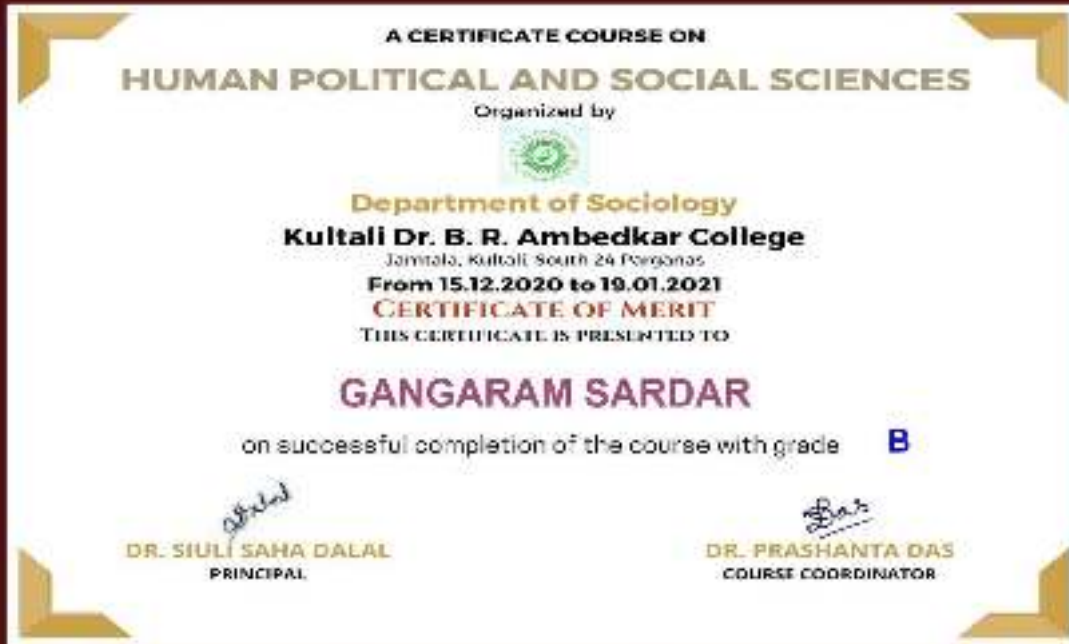 A CERTIFICATE COURSE ON
HUMAN POLITICAL AND SOCIAL SCIENCES
Organized by
Department of Sociology
Kultali Dr. B. R. Ambedkar College
Jamtala, Kultali, South 24 Parganas
From 15.12.2020 to 19.01.2021
CERTIFICATE OF MERIT
THIS CERTIFICATE IS PRESENTED TO
GANGARAM SARDAR
on successful completion of the course with grade B
DR. SIULI SAHA DALAL
PRINCIPAL
Das
DR. PRASHANTA DAS
COURSE COORDINATOR